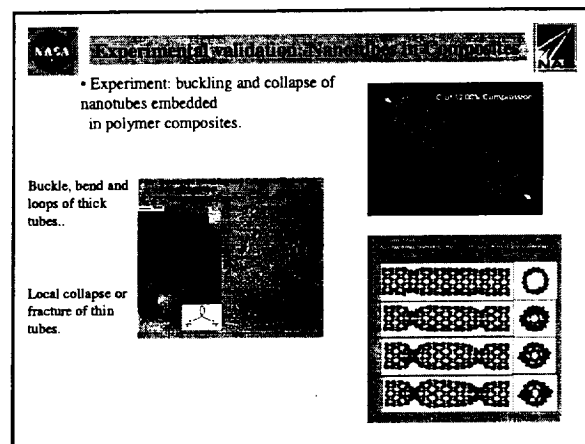 NASA
Experimental validation: Nanotubes in Composites
• Experiment: buckling and collapse of
nanotubes embedded
in polymer composites.
Buckle, bend and
loops of thick
tubes..
Local collapse or
fracture of thin
tubes.
Compression